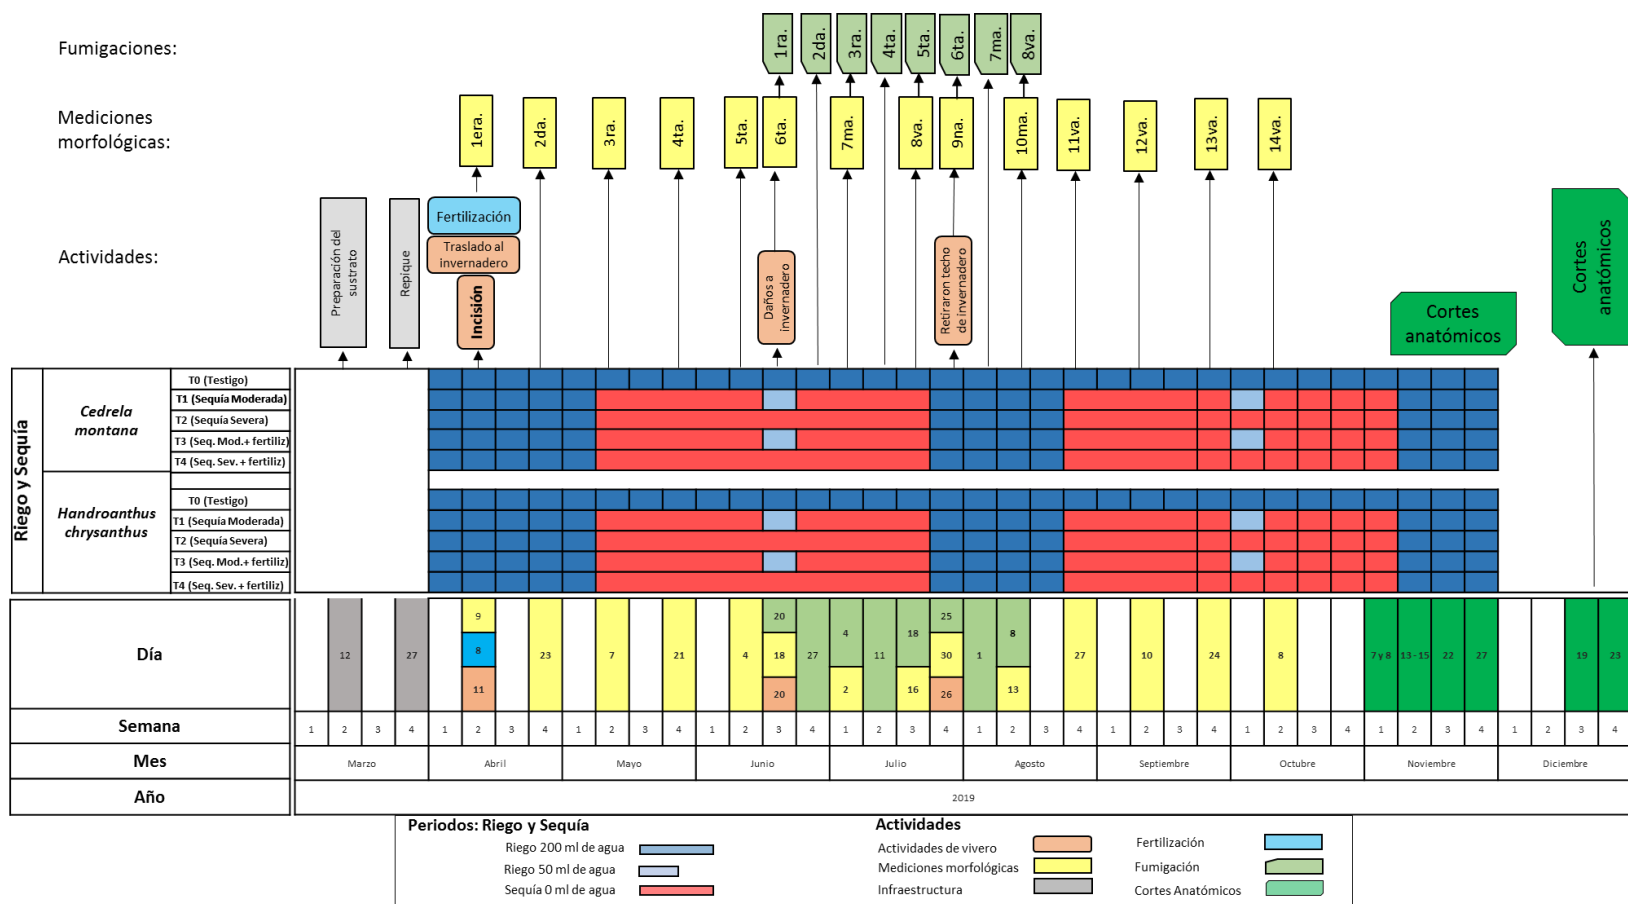 Fumigaciones:
1ra.
2da.
3ra.
4ta.
5ta.
6ta.
7ma.
8va.
Mediciones
morfológicas:
1era.
2da.
3ra.
4ta.
5ta.
6ta.
7ma.
8va.
9na.
10ma.
11va.
12va.
13va.
14va.
Actividades:
Preparación del
sustrato
Repique
Fertilización
Traslado al
invernadero
Incisión
Daños a
invernadero
Retiraron techo
de invernadero
Cortes
anatómicos
Cortes
anatómicos
Riego y Sequía
Cedrela
montana
T0 (Testigo)
T1 (Sequía Moderada)
T2 (Sequía Severa)
T3 (Seq. Mod.+ fertiliz)
T4 (Seq. Sev. + fertiliz)
Handroanthus
chrysanthus
T0 (Testigo)
T1 (Sequía Moderada)
T2 (Sequía Severa)
T3 (Seq. Mod.+ fertiliz)
T4 (Seq. Sev. + fertiliz)
Día
12
27
9
8
11
23
7
21
4
20
18
20
27
4
2
11
18
16
25
30
26
1
8
13
27
10
24
8
7 y 8
13 - 15
22
27
19
23
Semana
1 2 3 4 1 2 3 4 1 2 3 4 1 2 3 4 1 2 3 4 1 2 3 4 1 2 3 4 1 2 3 4 1 2 3 4 1 2 3 4
Mes
Marzo Abril Mayo Junio Julio Agosto Septiembre Octubre Noviembre Diciembre
Año
2019
Periodos: Riego y Sequía
Riego 200 ml de agua
Riego 50 ml de agua
Sequía 0 ml de agua
Actividades
Actividades de vivero
Mediciones morfológicas
Infraestructura
Fertilización
Fumigación
Cortes Anatómicos